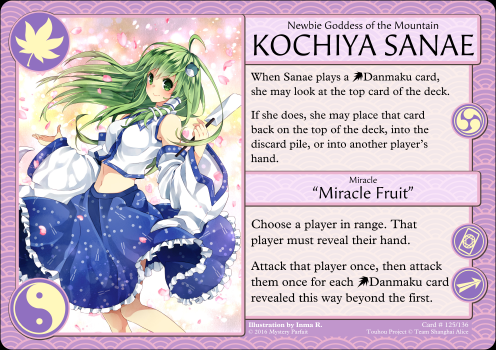 Newbie Goddess of the Mountain
KOCHIYA SANAE
When Sanae plays a Danmaku card,
she may look at the top card of the deck.
If she does, she may place that card
back on the top of the deck, into the
discard pile, or into another player's
hand.
Miracle
“Miracle Fruit”
Choose a player in range. That
player must reveal their hand.
Attack that player once, then attack
them once for each Danmaku card
revealed this way beyond the first.
Illustration by Inma R.
Card # 125/136
© 2016 Mystery Parfait
Touhou Project © Team Shanghai Alice